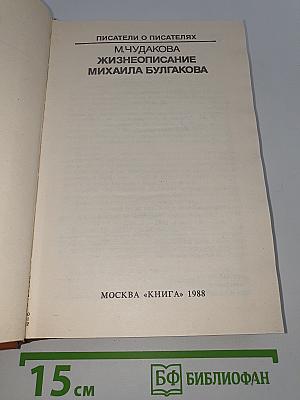 ПИСАТЕЛИ О ПИСАТЕЛЯХ
М.ЧУДАКОВА
ЖИЗНЕОПИСАНИЕ
МИХАИЛА БУЛГАКОВА
МОСКВА «КНИГА» 1988
15 см
БФ БИБЛИОФАН